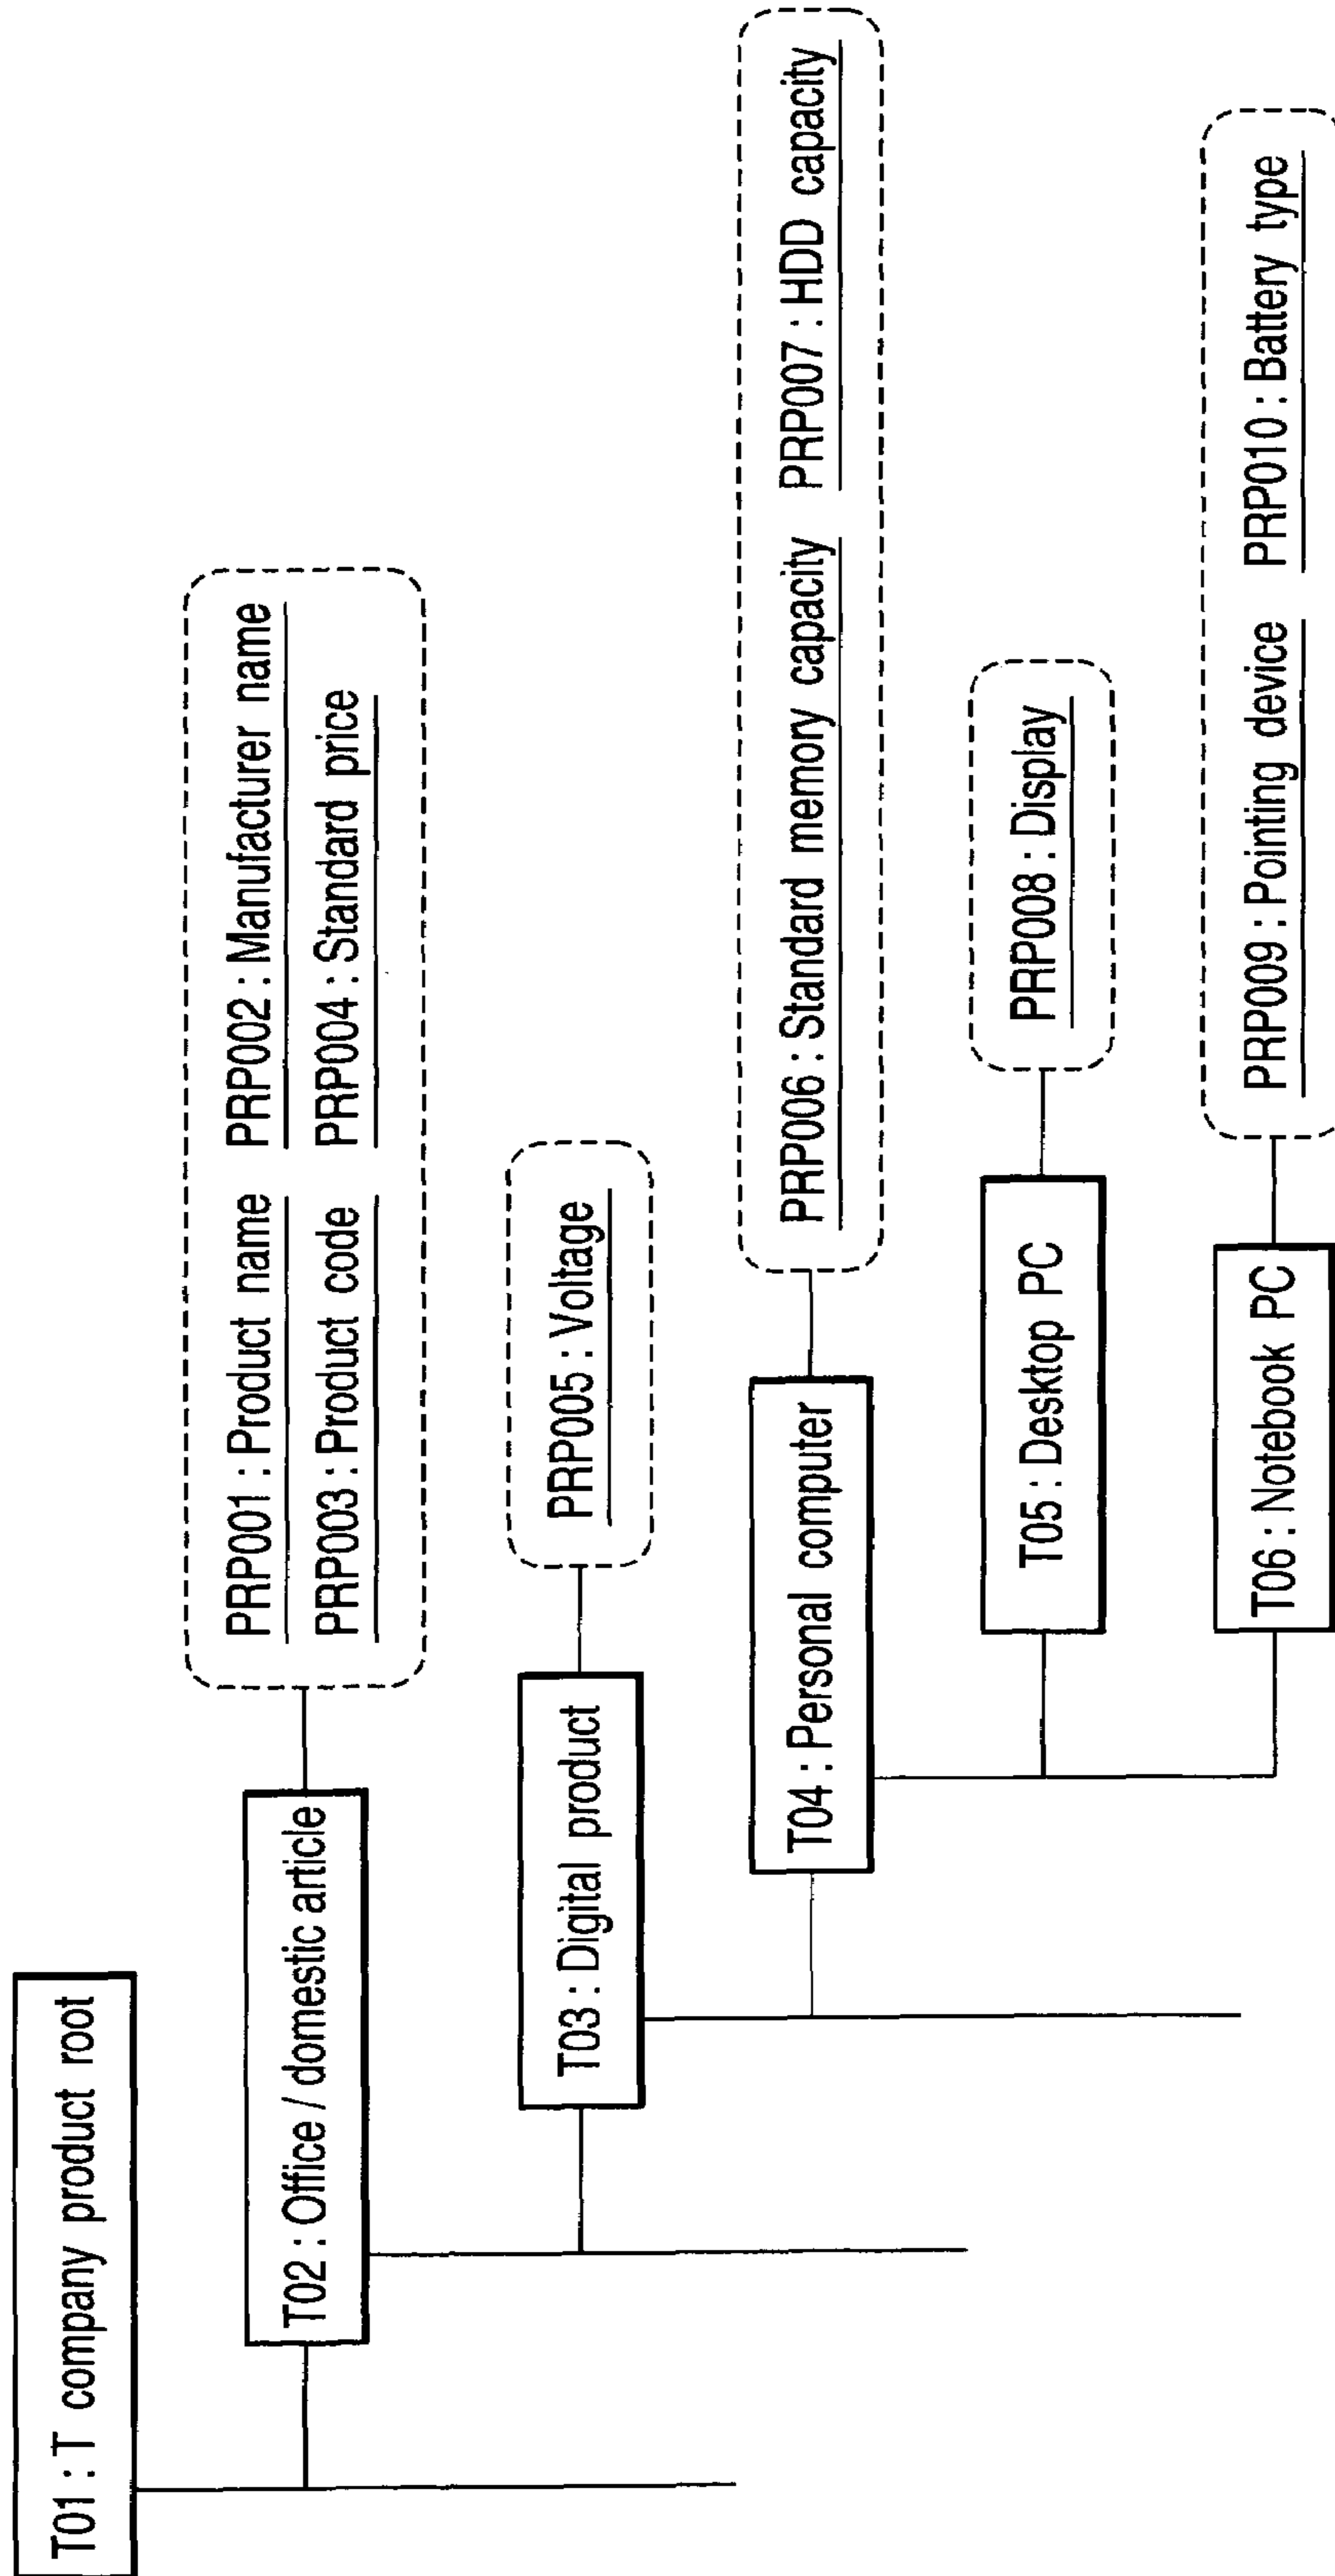 T01 : T company product root
T02 : Office / domestic article
PRP001 : Product name PRP002 : Manufacturer name
PRP003 : Product code PRP004 : Standard price
T03 : Digital product
PRP005 : Voltage
T04 : Personal computer
PRP006 : Standard memory capacity PRP007 : HDD capacity
T05 : Desktop PC
PRP008 : Display
T06 : Notebook PC
PRP009 : Pointing device PRP010 : Battery type